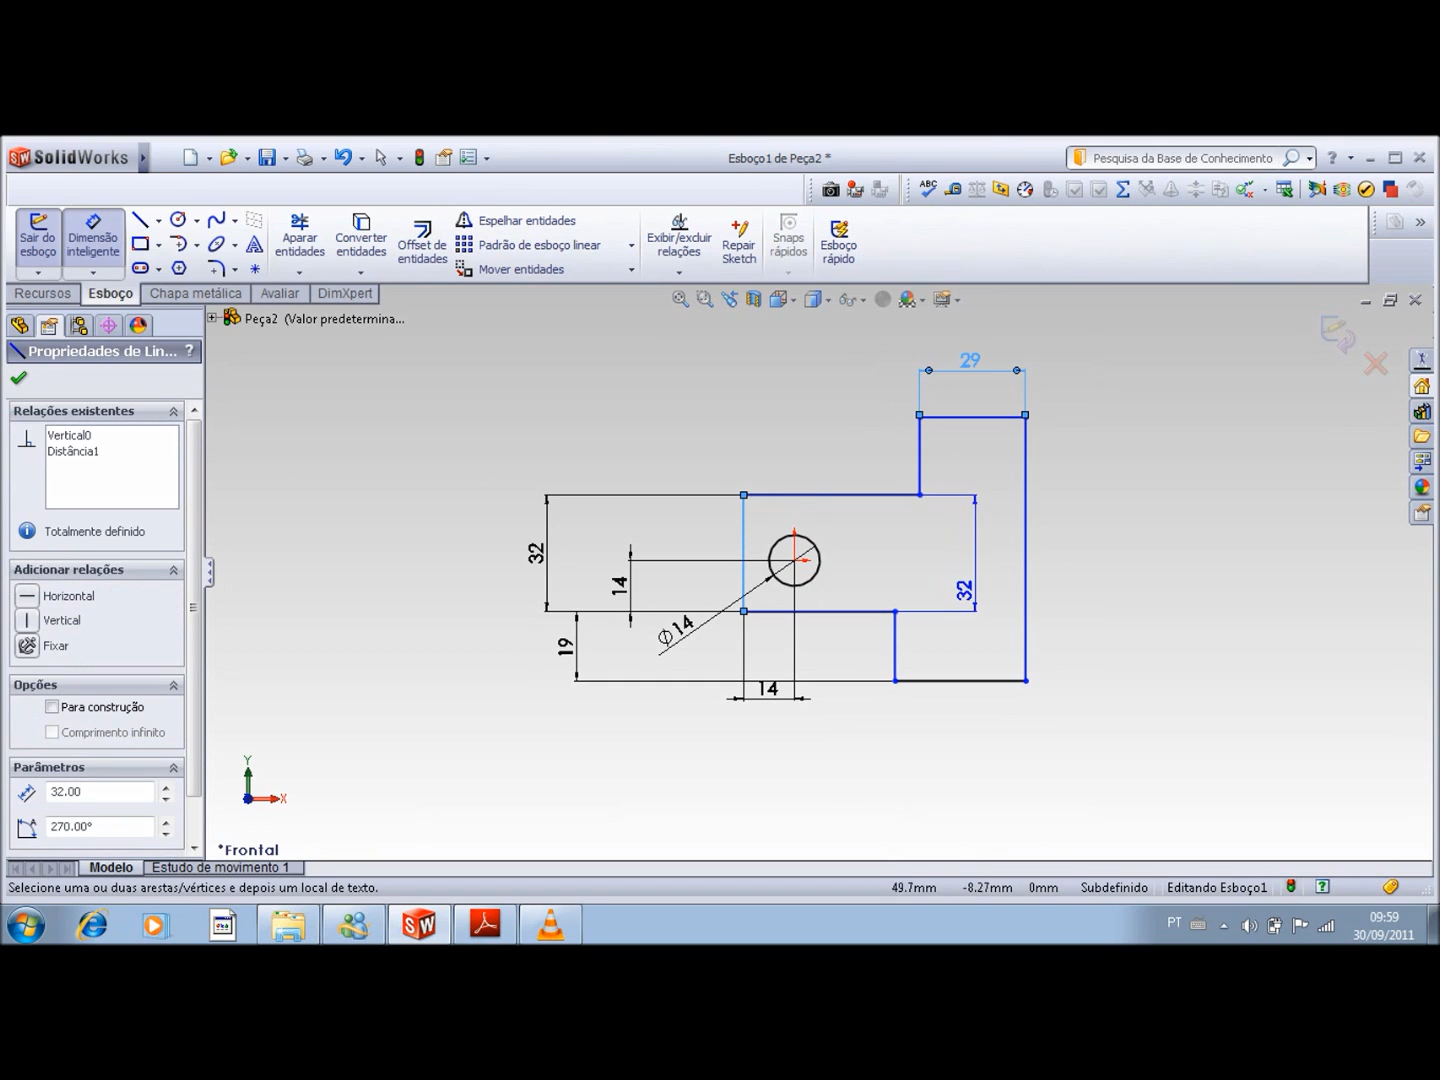 SolidWorks
Esboço1 de Peça2 *
Pesquisa da Base de Conhecimento
?
ABC
Sair do esboço
Dimensão inteligente
Aparar entidades
Converter entidades
Offset de entidades
Espelhar entidades
Padrão de esboço linear
Mover entidades
Exibir/excluir relações
Repair Sketch
Snaps rápidos
Esboço rápido
Recursos
Esboço
Chapa metálica
Avaliar
DimXpert
Peça2 (Valor predetermina...
Propriedades de Lin... ?
Relações existentes
Vertical0
Distância1
Totalmente definido
Adicionar relações
Horizontal
Vertical
Fixar
Opções
Para construção
Comprimento infinito
Parâmetros
32.00
270.00°
29
32
14
32
19
Ø14
14
Y
X
*Frontal
Modelo
Estudo de movimento 1
Selecione uma ou duas arestas/vértices e depois um local de texto.
49.7mm
-8.27mm
0mm
Subdefinido
Editando Esboço1
PT
09:59
30/09/2011